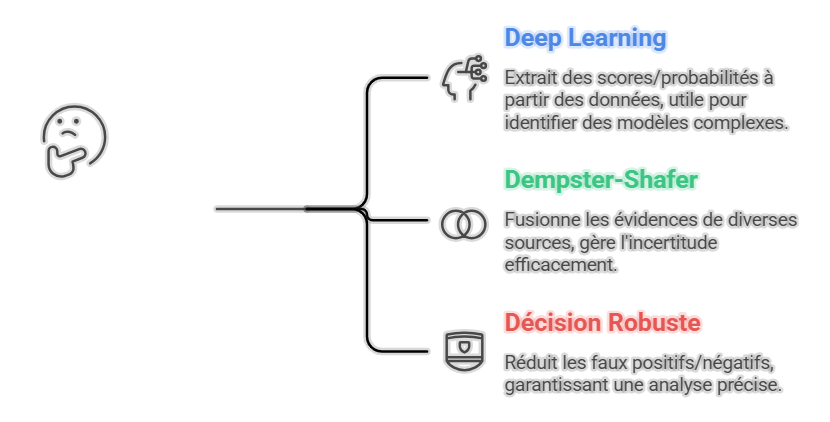 Deep Learning
Extrait des scores/probabilités à
partir des données, utile pour
identifier des modèles complexes.
Dempster-Shafer
Fusionne les évidences de diverses
sources, gère l'incertitude
efficacement.
Décision Robuste
Réduit les faux positifs/négatifs,
garantissant une analyse précise.